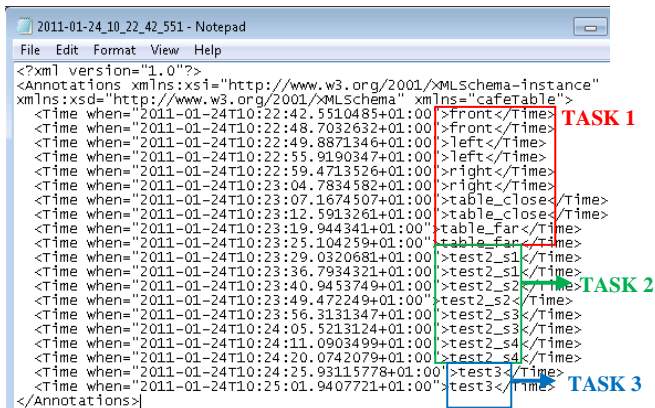 2011-01-24_10_22_42_551 - Notepad
File Edit Format View Help
<?xml version="1.0"?>
<Annotations xmlns:xsi="http://www.w3.org/2001/XMLSchema-instance"
xmlns:xsd="http://www.w3.org/2001/XMLSchema" xmlns="cafeTable">
<Time when="2011-01-24T10:22:42.5510485+01:00">front</Time>
<Time when="2011-01-24T10:22:48.7032632+01:00">front</Time>
<Time when="2011-01-24T10:22:49.8871346+01:00">left</Time>
<Time when="2011-01-24T10:22:55.9190347+01:00">left</Time>
<Time when="2011-01-24T10:22:59.4713526+01:00">right</Time>
<Time when="2011-01-24T10:23:04.7834582+01:00">right</Time>
<Time when="2011-01-24T10:23:07.1674507+01:00">table_close</Time>
<Time when="2011-01-24T10:23:12.5913261+01:00">table_close</Time>
<Time when="2011-01-24T10:23:19.944341+01:00">table_far</Time>
<Time when="2011-01-24T10:23:25.104259+01:00">table_far</Time>
<Time when="2011-01-24T10:23:29.0320681+01:00">test2_s1</Time>
<Time when="2011-01-24T10:23:36.7934321+01:00">test2_s1</Time>
<Time when="2011-01-24T10:23:40.9453749+01:00">test2_s2</Time>
<Time when="2011-01-24T10:23:49.472249+01:00">test2_s2</Time>
<Time when="2011-01-24T10:23:56.3131347+01:00">test2_s3</Time>
<Time when="2011-01-24T10:24:05.5213124+01:00">test2_s3</Time>
<Time when="2011-01-24T10:24:11.0903499+01:00">test2_s4</Time>
<Time when="2011-01-24T10:24:20.0742079+01:00">test2_s4</Time>
<Time when="2011-01-24T10:24:25.93115778+01:00">test3</Time>
<Time when="2011-01-24T10:25:01.9407721+01:00">test3</Time>
</Annotations>
TASK 1
TASK 2
TASK 3